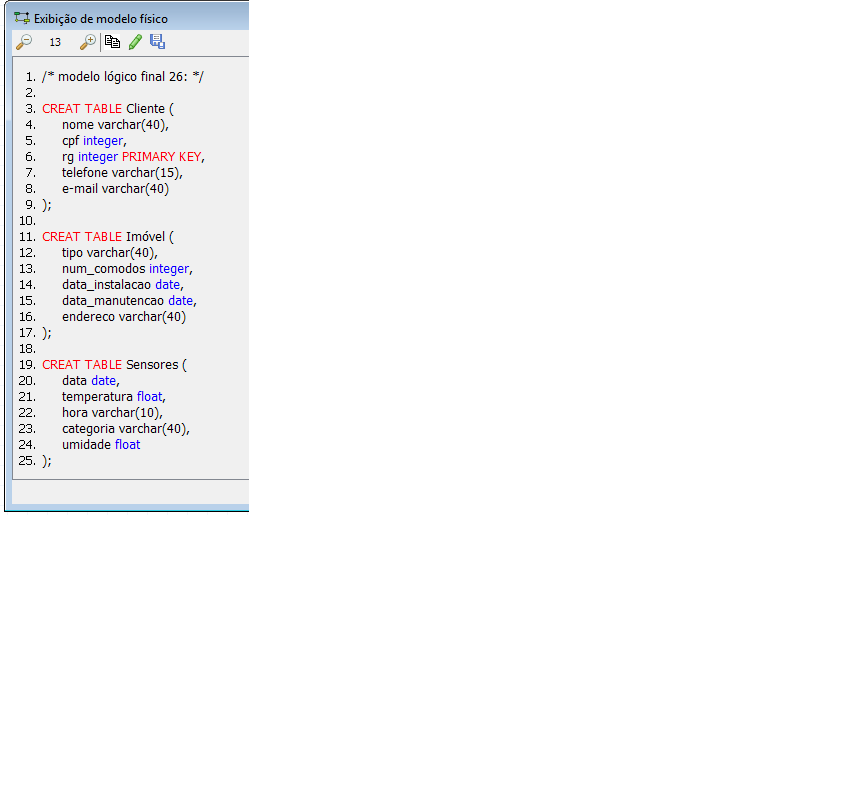 Exibição de modelo físico
13
1. /* modelo lógico final 26: */
2.
3. CREAT TABLE Cliente (
4. nome varchar(40),
5. cpf integer,
6. rg integer PRIMARY KEY,
7. telefone varchar(15),
8. e-mail varchar(40)
9. );
10.
11. CREAT TABLE Imóvel (
12. tipo varchar(40),
13. num_comodos integer,
14. data_instalacao date,
15. data_manutencao date,
16. endereco varchar(40)
17. );
18.
19. CREAT TABLE Sensores (
20. data date,
21. temperatura float,
22. hora varchar(10),
23. categoria varchar(40),
24. umidade float
25. );